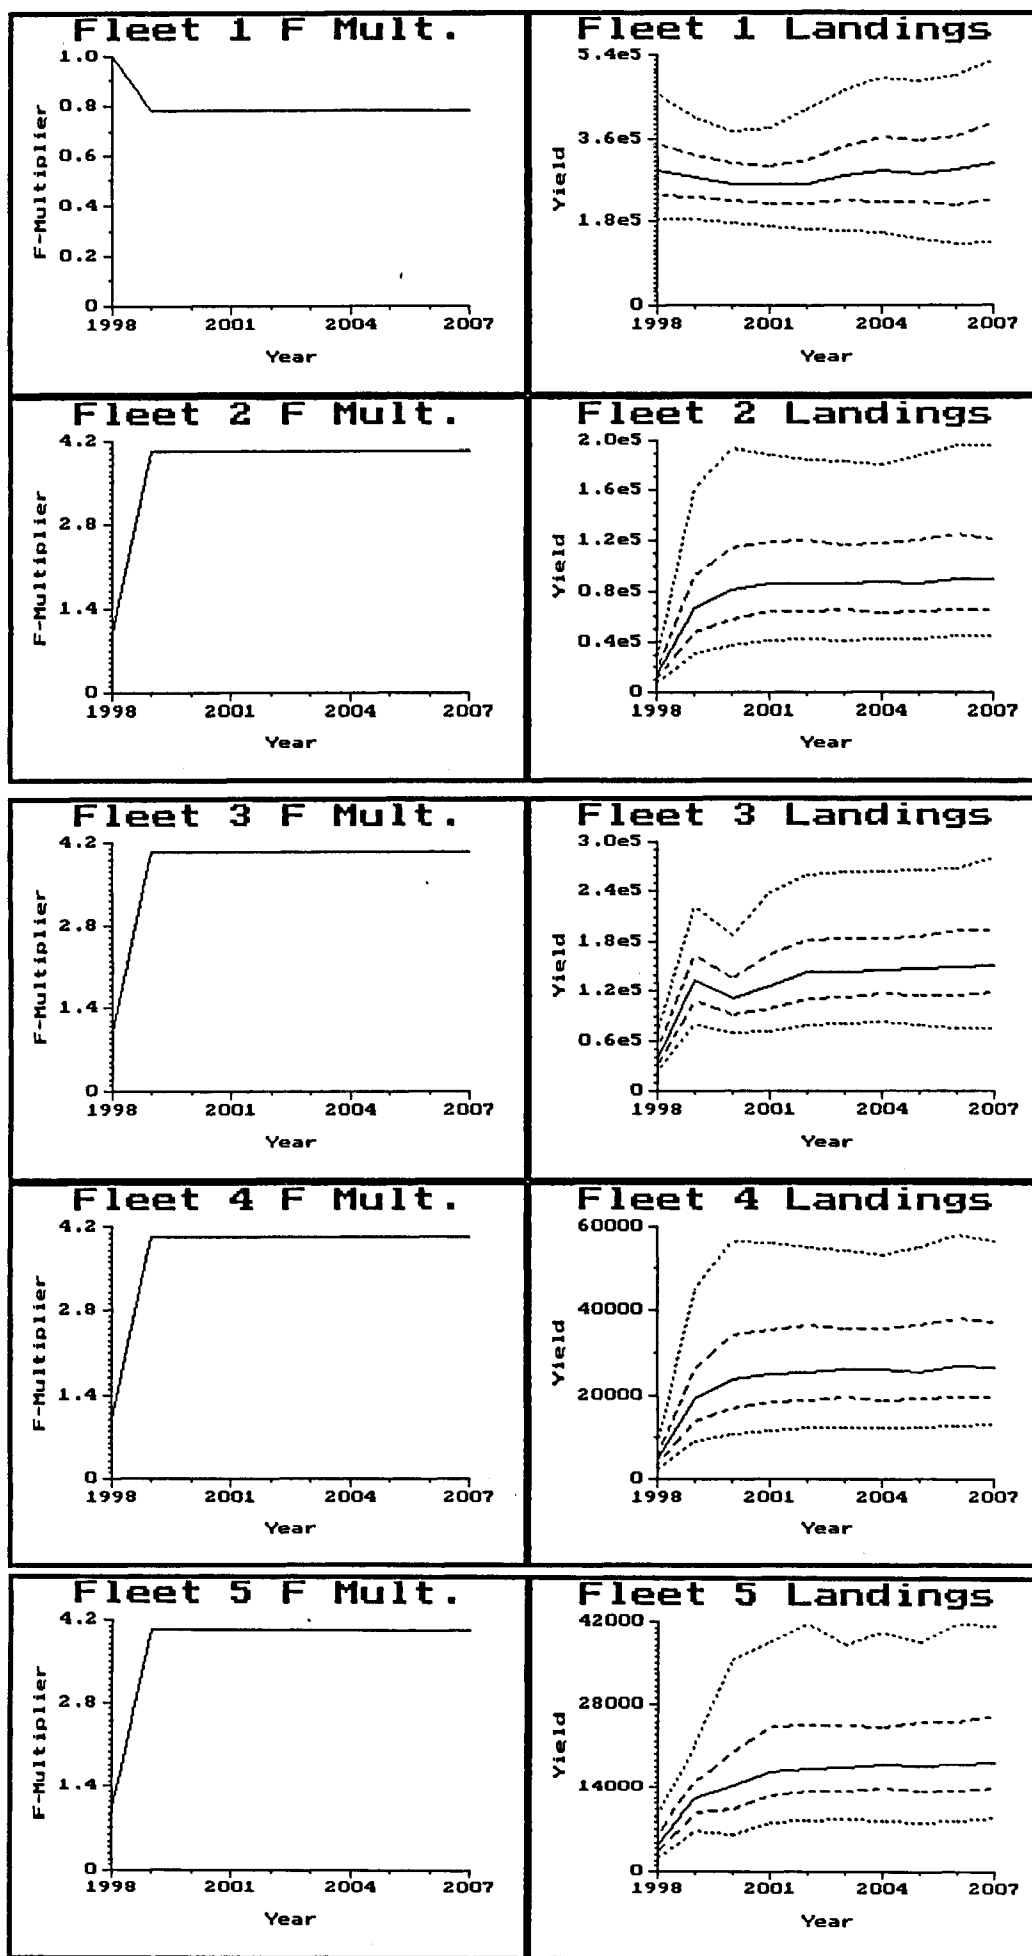 Fleet 1 F Mult.
F-Multiplier
1.0
0.8
0.6
0.4
0.2
0
1998 2001 2004 2007
Year
Fleet 1 Landings
Yield
5.4e5
3.6e5
1.8e5
0
1998 2001 2004 2007
Year
Fleet 2 F Mult.
F-Multiplier
4.2
2.8
1.4
0
1998 2001 2004 2007
Year
Fleet 2 Landings
Yield
2.0e5
1.6e5
1.2e5
0.8e5
0.4e5
0
1998 2001 2004 2007
Year
Fleet 3 F Mult.
F-Multiplier
4.2
2.8
1.4
0
1998 2001 2004 2007
Year
Fleet 3 Landings
Yield
3.0e5
2.4e5
1.8e5
1.2e5
0.6e5
0
1998 2001 2004 2007
Year
Fleet 4 F Mult.
F-Multiplier
4.2
2.8
1.4
0
1998 2001 2004 2007
Year
Fleet 4 Landings
Yield
60000
40000
20000
0
1998 2001 2004 2007
Year
Fleet 5 F Mult.
F-Multiplier
4.2
2.8
1.4
0
1998 2001 2004 2007
Year
Fleet 5 Landings
Yield
42000
28000
14000
0
1998 2001 2004 2007
Year